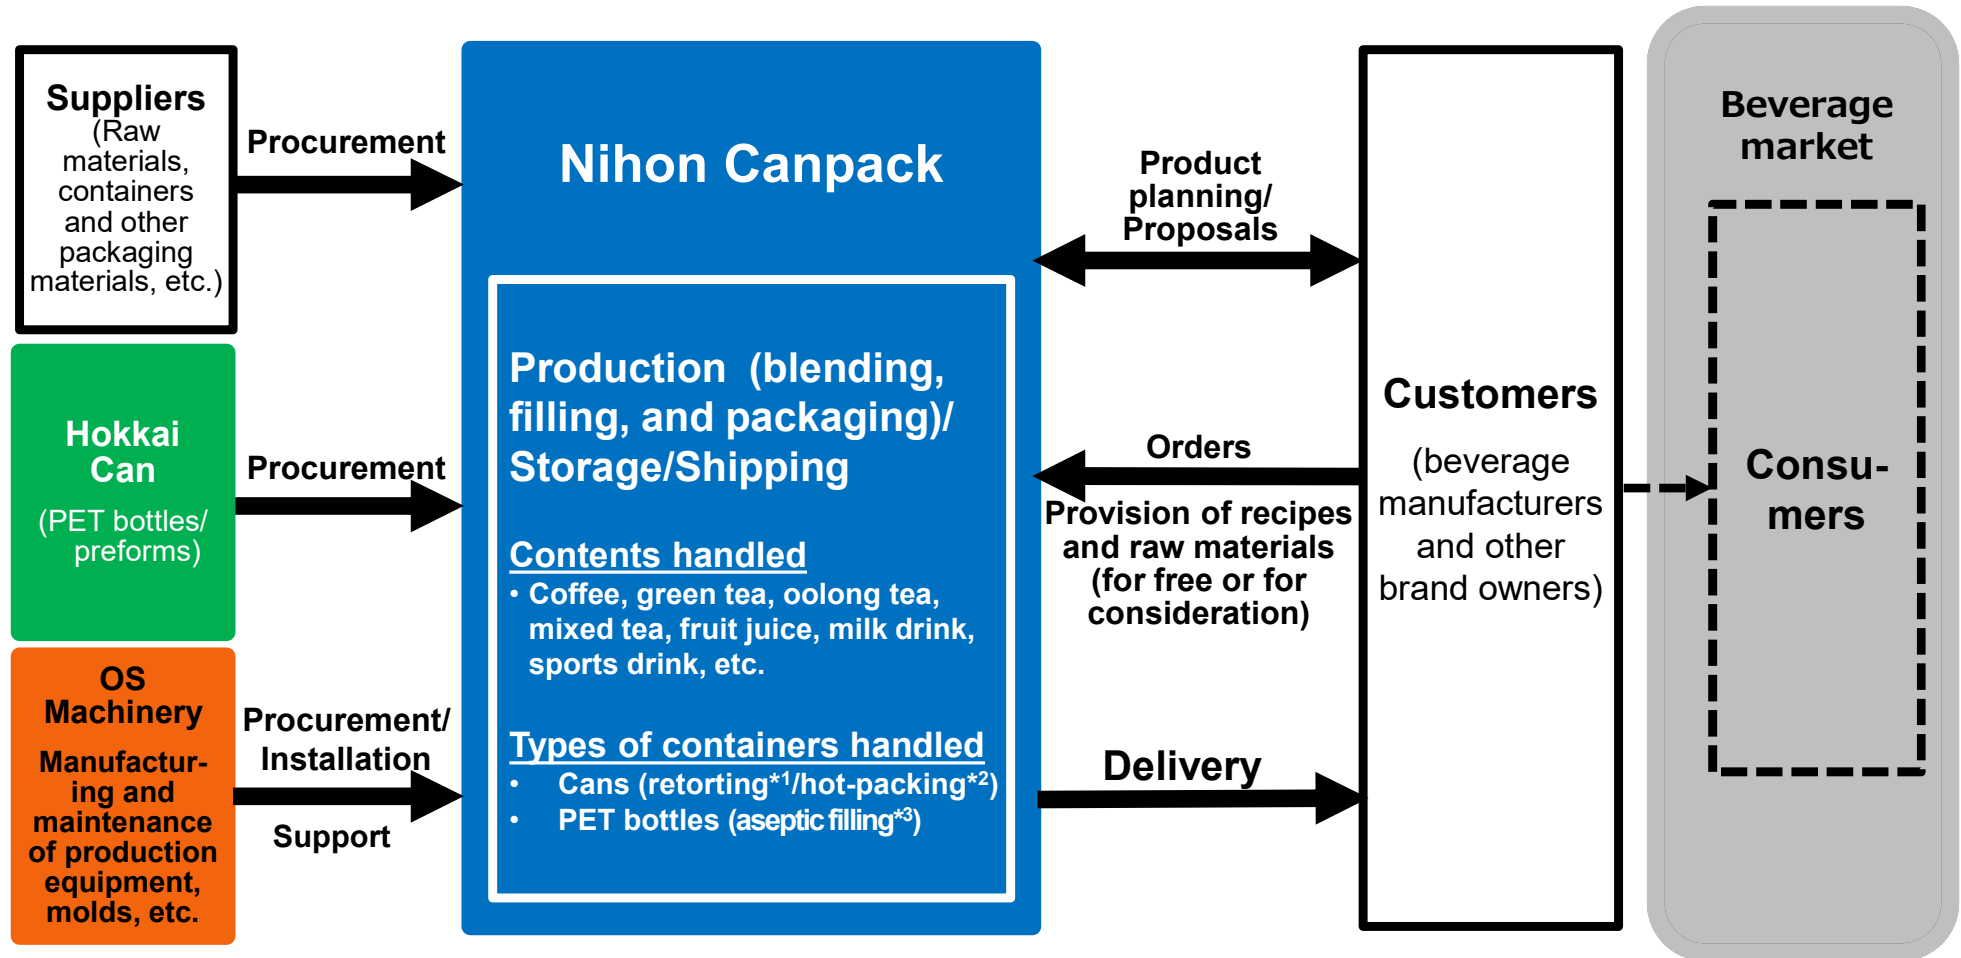 Suppliers
(Raw
materials,
containers
and other
packaging
materials, etc.)
Procurement
Hokkai
Can
(PET bottles/
preforms)
Procurement
OS
Machinery
Manufactur-
ing and
maintenance
of production
equipment,
molds, etc.
Procurement/
Installation
Support
Nihon Canpack
Production (blending,
filling, and packaging)/
Storage/Shipping
Contents handled
• Coffee, green tea, oolong tea,
mixed tea, fruit juice, milk drink,
sports drink, etc.
Types of containers handled
• Cans (retorting*1/hot-packing*2)
• PET bottles (aseptic filling*3)
Product
planning/
Proposals
Orders
Provision of recipes
and raw materials
(for free or for
consideration)
Delivery
Customers
(beverage
manufacturers
and other
brand owners)
Beverage
market
Consu-
mers